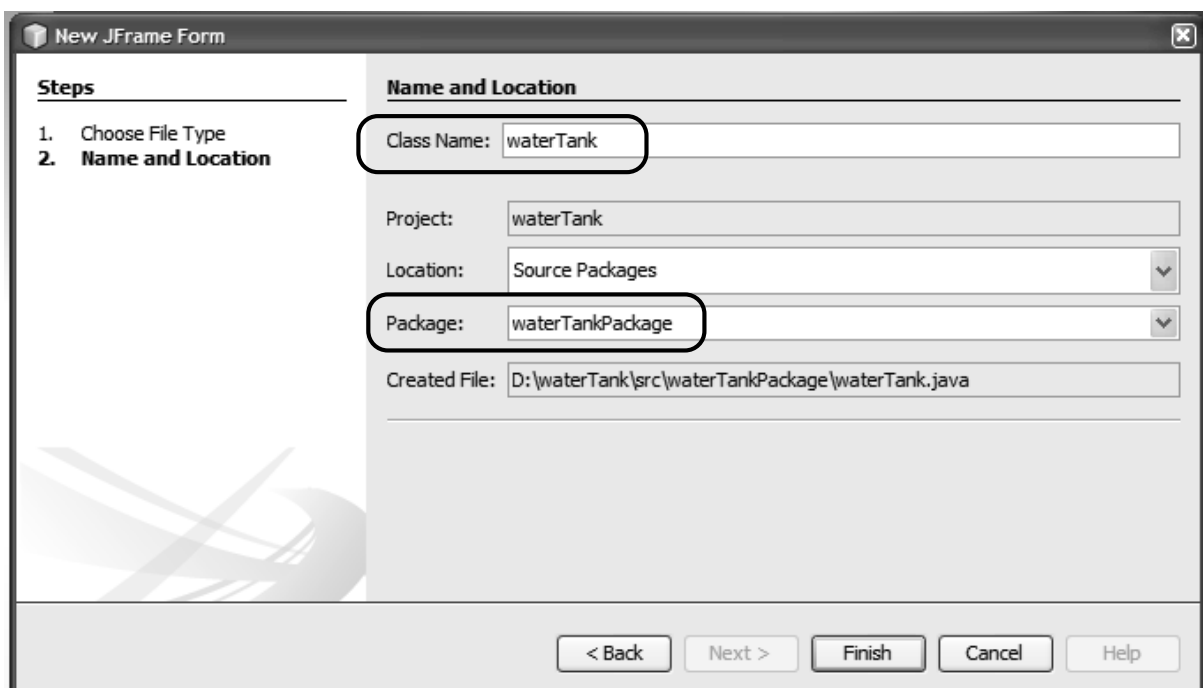 New JFrame Form
Steps
1. Choose File Type
2. Name and Location
Name and Location
Class Name: waterTank
Project: waterTank
Location: Source Packages
Package: waterTankPackage
Created File: D:\waterTank\src\waterTankPackage\waterTank.java
< Back Next > Finish Cancel Help